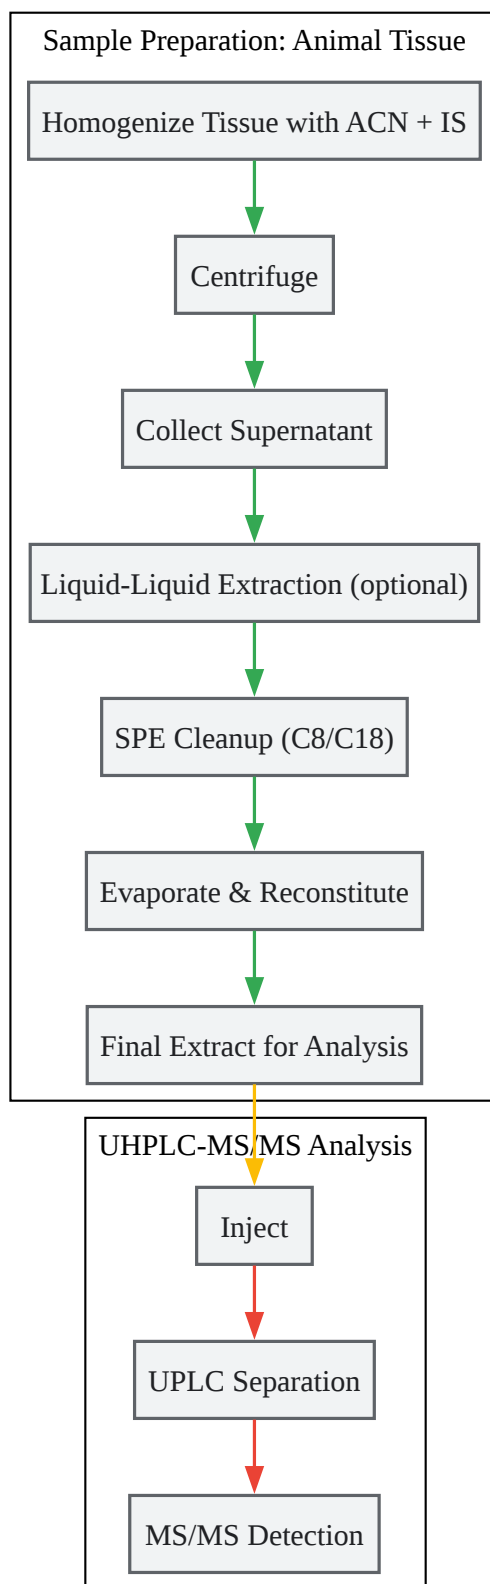 Sample Preparation: Animal Tissue
Homogenize Tissue with ACN + IS
Centrifuge
Collect Supernatant
Liquid-Liquid Extraction (optional)
SPE Cleanup (C8/C18)
Evaporate & Reconstitute
Final Extract for Analysis
UHPLC-MS/MS Analysis
Inject
UPLC Separation
MS/MS Detection